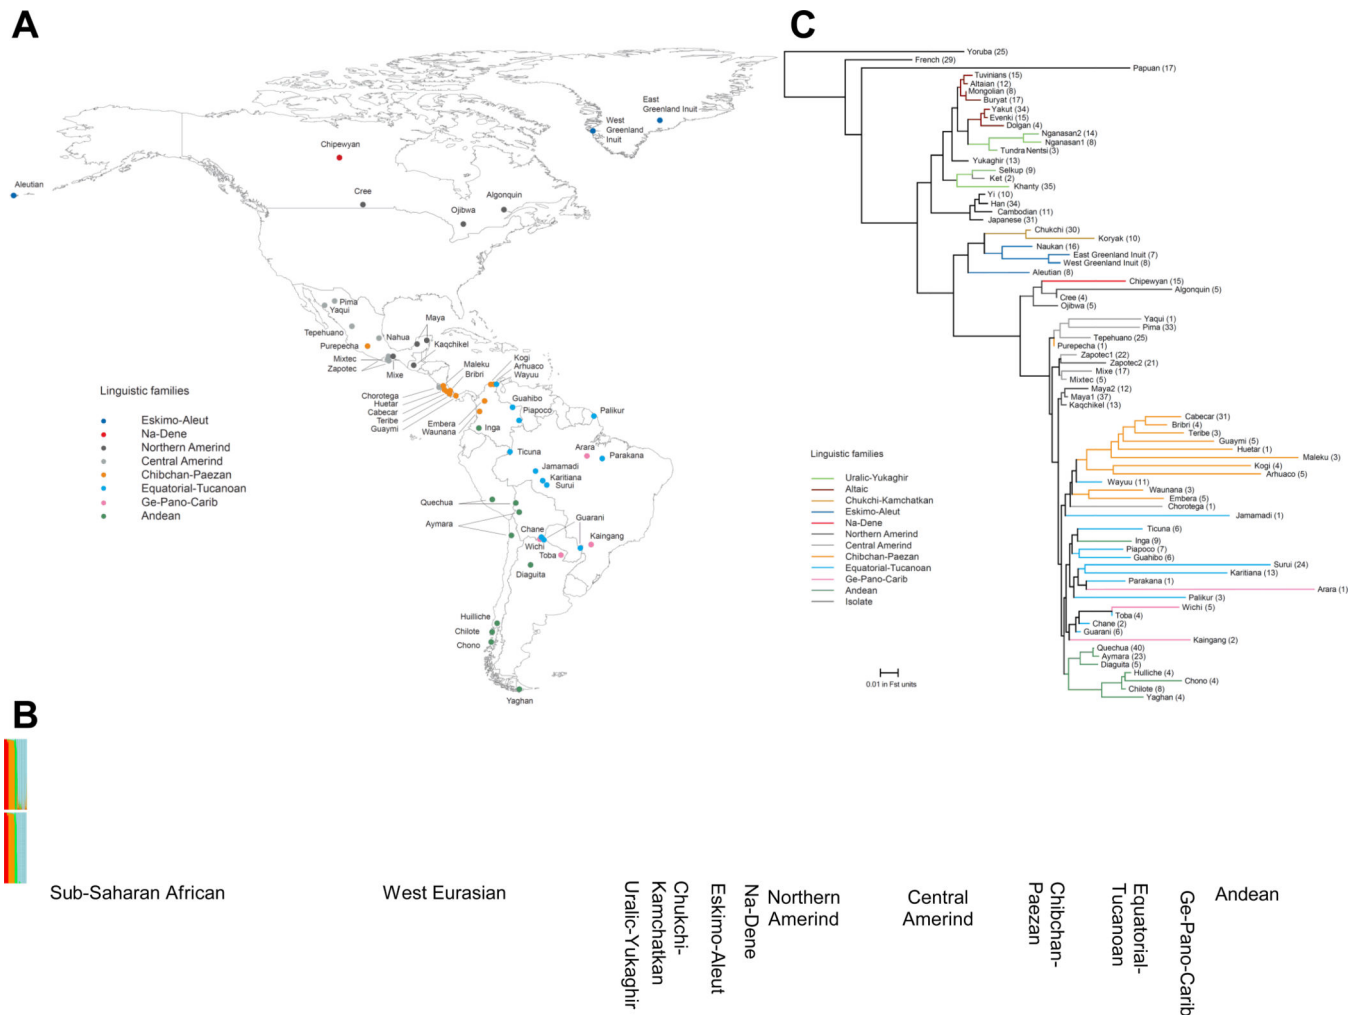 A
Aleutian
Chipewyan
Cree
Ojibwa
Algonquin
West
Greenland
Inuit
East
Greenland Inuit
Pima
Yaqui
Tepehuano
Purepecha
Nahua
Maya
Kaqchikel
Mixtec
Zapotec
Mixe
Maleku
Bribri
Kogi
Arhuaco
Wayuu
Chorotega
Huetar
Cabecar
Teribe
Guaymi
Embera
Waunana
Guahibo
Piapoco
Palikur
Inga
Ticuna
Arara
Parakana
Jamamadi
Karitiana
Surui
Quechua
Aymara
Guarani
Chane
Wichi
Toba
Kaingang
Diaguita
Huilliche
Chilote
Chono
Yaghan
Linguistic families
Eskimo-Aleut
Na-Dene
Northern Amerind
Central Amerind
Chibchan-Paezan
Equatorial-Tucanoan
Ge-Pano-Carib
Andean
C
Yoruba (25)
French (29)
Papuan (17)
Tuvinians (15)
Altaian (12)
Mongolian (8)
Buryat (17)
Yakut (34)
Evenki (15)
Dolgan (4)
Nganasan2 (14)
Nganasan1 (8)
Tundra Nentsi (3)
Yukaghir (13)
Selkup (9)
Ket (2)
Khanty (35)
Yi (10)
Han (34)
Cambodian (11)
Japanese (31)
Chukchi (30)
Koryak (10)
Naukan (16)
East Greenland Inuit (7)
West Greenland Inuit (8)
Aleutian (8)
Chipewyan (15)
Algonquin (5)
Cree (4)
Ojibwa (5)
Yaqui (1)
Pima (33)
Tepehuano (25)
Purepecha (1)
Zapotec1 (22)
Zapotec2 (21)
Mixe (17)
Mixtec (5)
Maya2 (12)
Maya1 (37)
Kaqchikel (13)
Cabecar (31)
Bribri (4)
Teribe (3)
Guaymi (5)
Huetar (1)
Maleku (3)
Kogi (4)
Arhuaco (5)
Wayuu (11)
Waunana (3)
Embera (5)
Chorotega (1)
Jamamadi (1)
Ticuna (6)
Inga (9)
Piapoco (7)
Guahibo (6)
Surui (24)
Karitiana (13)
Parakana (1)
Arara (1)
Palikur (3)
Wichi (5)
Toba (4)
Chane (2)
Guarani (6)
Kaingang (2)
Quechua (40)
Aymara (23)
Diaguita (5)
Hulliche (4)
Chono (4)
Chilote (8)
Yaghan (4)
Linguistic families
Uralic-Yukaghir
Altaic
Chukchi-Kamchatkan
Eskimo-Aleut
Na-Dene
Northern Amerind
Central Amerind
Chibchan-Paezan
Equatorial-Tucanoan
Ge-Pano-Carib
Andean
Isolate
0.01 in Fst units
B
Sub-Saharan African
West Eurasian
Uralic-Yukaghir
Chukchi-
Kamchatkan
Eskimo-Aleut
Na-Dene
Northern
Amerind
Central
Amerind
Chibchan-
Paezan
Equatorial-
Tucanoan
Ge-Pano-Carib
Andean